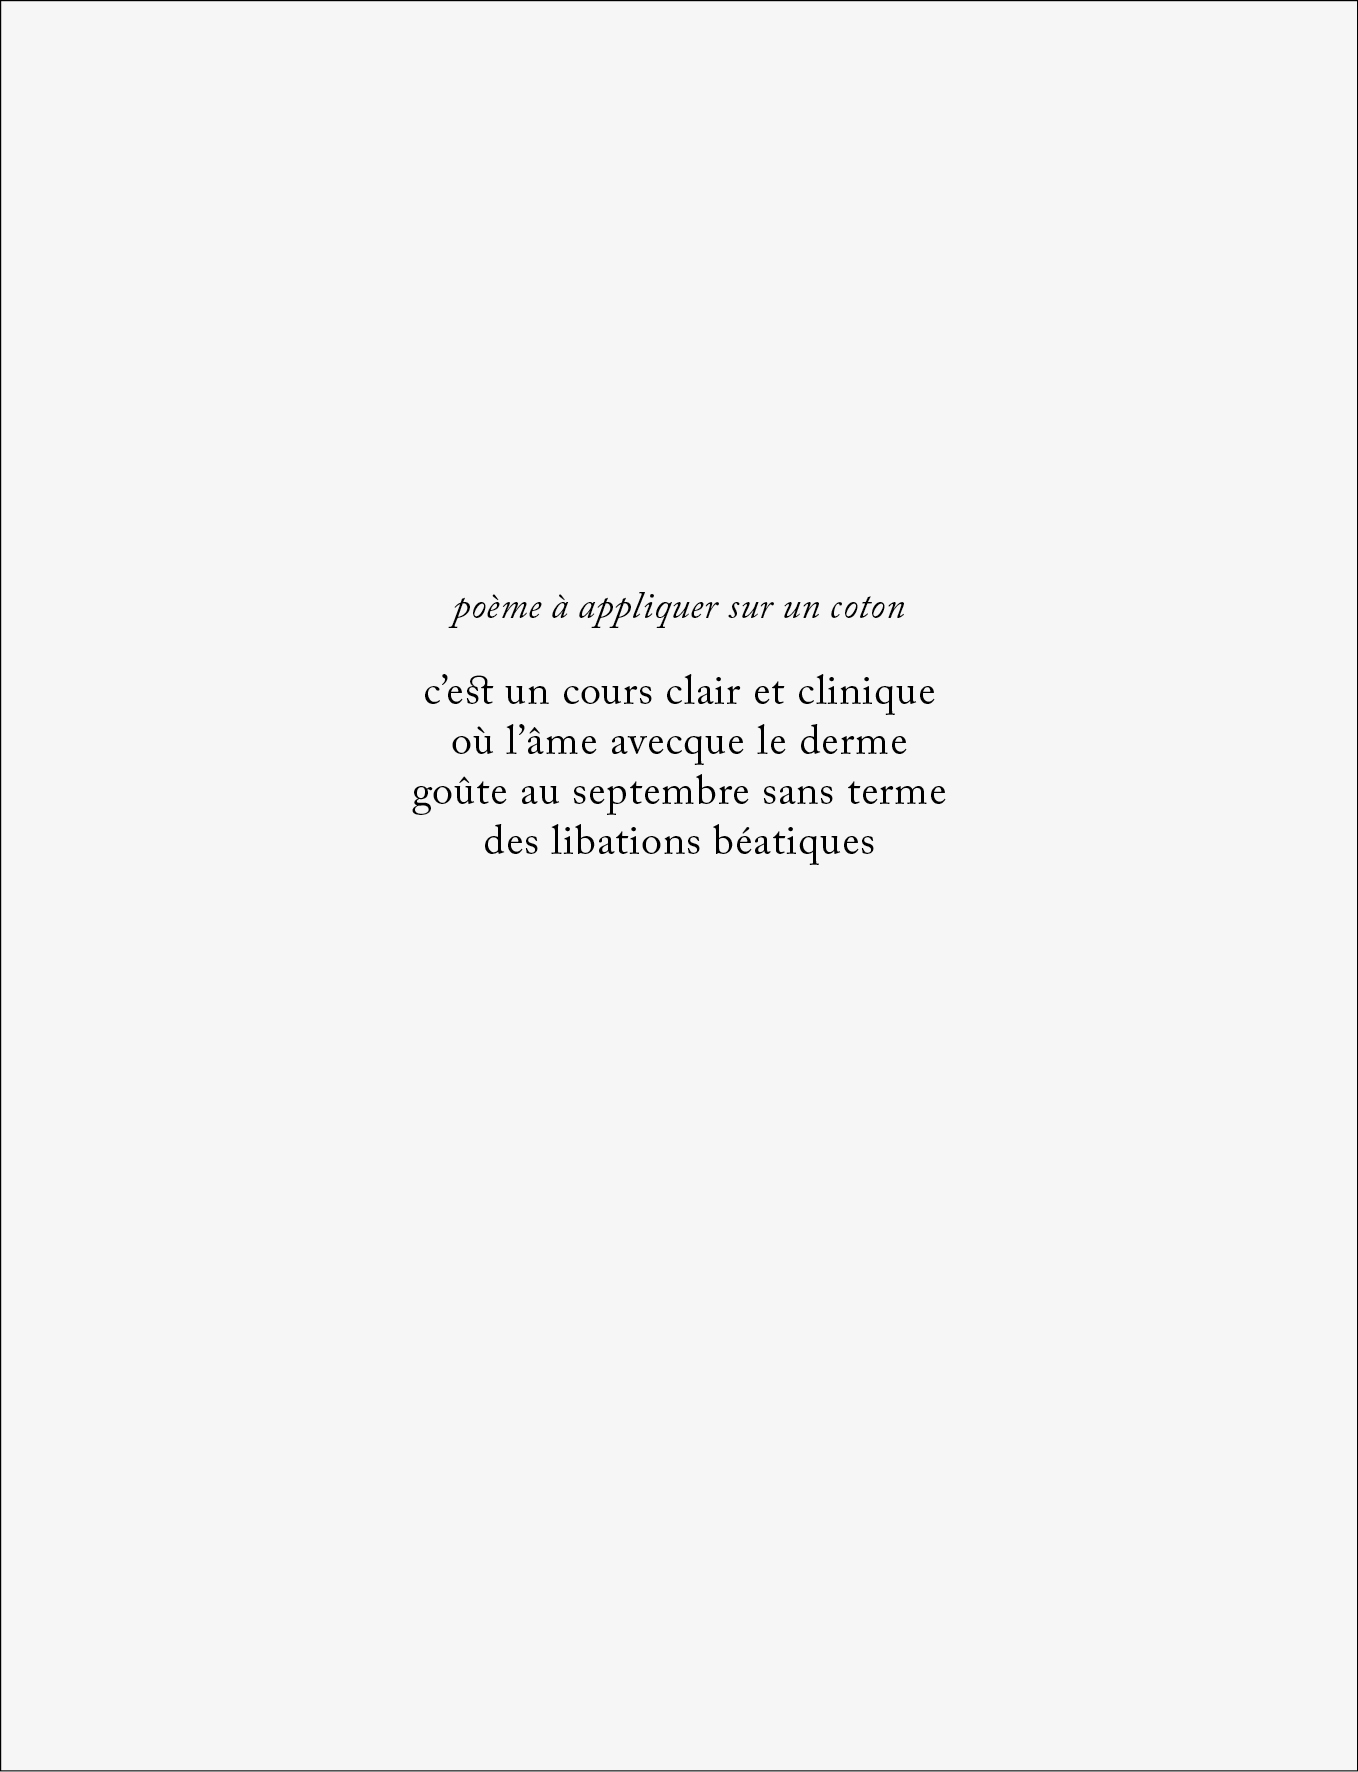 poème à appliquer sur un coton
c’est un cours clair et clinique
où l’âme avecque le derme
goûte au septembre sans terme
des libations béatiques